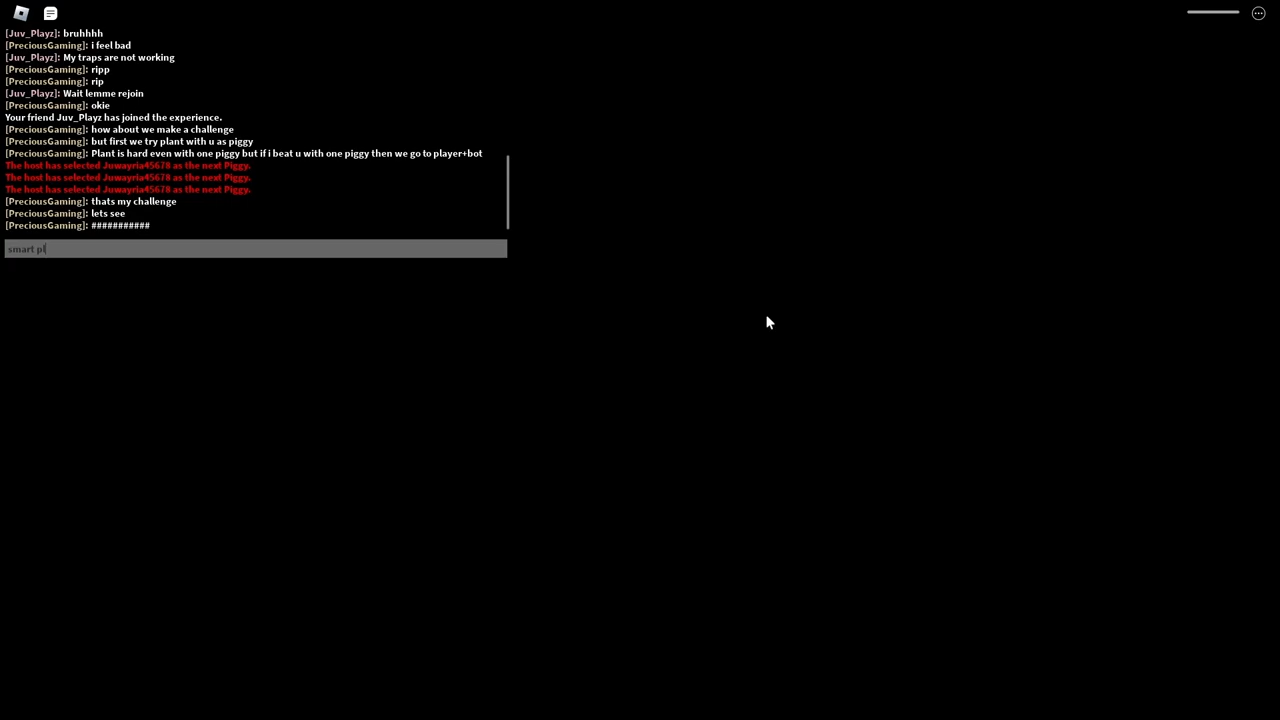 [Juv_Playz]: bruhhhh
[PreciousGaming]: i feel bad
[Juv_Playz]: My traps are not working
[PreciousGaming]: ripp
[PreciousGaming]: rip
[Juv_Playz]: Wait lemme rejoin
[PreciousGaming]: okie
Your friend Juv_Playz has joined the experience.
[PreciousGaming]: how about we make a challenge
[PreciousGaming]: but first we try plant with u as piggy
[PreciousGaming]: Plant is hard even with one piggy but if i beat u with one piggy then we go to player+bot
The host has selected Juwayria45678 as the next Piggy.
The host has selected Juwayria45678 as the next Piggy.
The host has selected Juwayria45678 as the next Piggy.
[PreciousGaming]: thats my challenge
[PreciousGaming]: lets see
[PreciousGaming]: ###########
smart pl